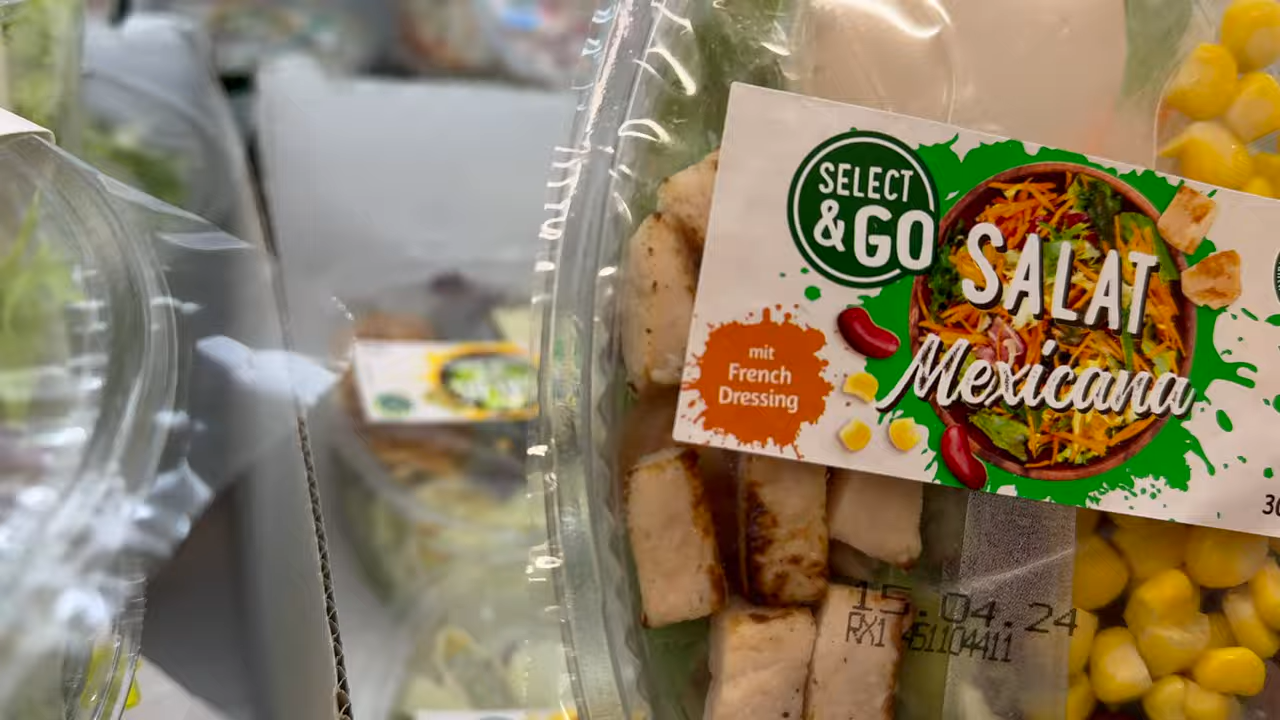 SELECT
&GO
SALAT
Mexicana
mit
French
Dressing
15.04.24
RX1 451104411